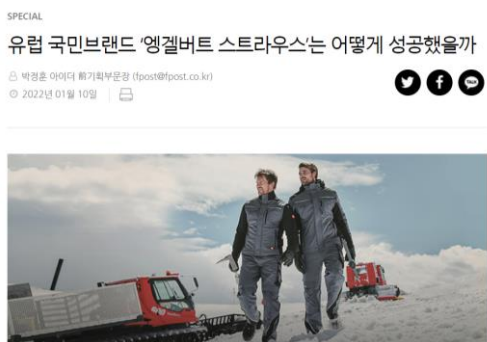 SPECIAL
유럽 국민브랜드 ‘엥겔버트 스트라우스’는 어떻게 성공했을까
박정훈 아이더 前기획부문장 (fpost@fpost.co.kr)
2022년 01월 10일
TALK